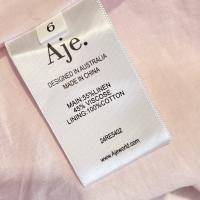 6
Aje.
DESIGNED IN AUSTRALIA
MADE IN CHINA
MAIN:55%LINEN
45% VISCOSE
LINING:100%COTTON
24RE5402
www.Ajeworld.com